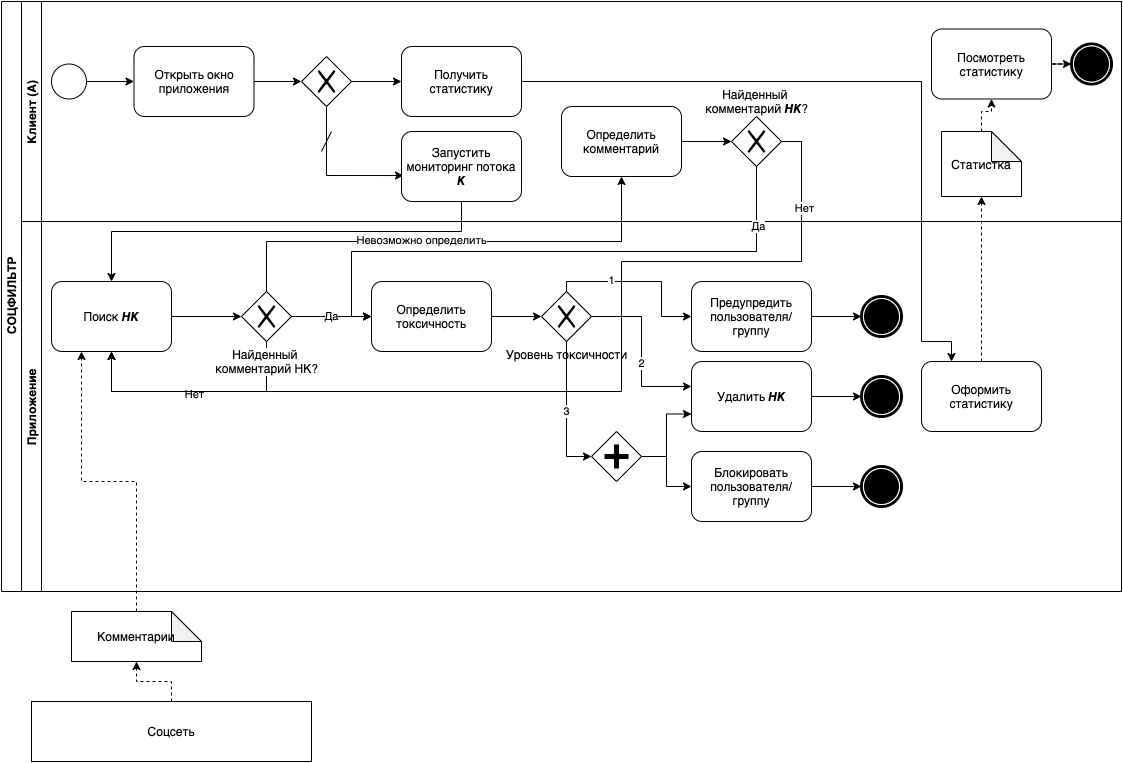 СОЦФИЛЬТР
Клиент (А)
Открыть окно
приложения
Получить
статистику
Запустить
мониторинг потока
К
Определить
комментарий
Найденный
комментарий НК?
Посмотреть
статистику
Статистка
Нет
Да
Невозможно определить
Приложение
Поиск НК
Найденный
комментарий НК?
Да
Нет
Определить
токсичность
Уровень токсичности
1
2
3
Предупредить
пользователя/
группу
Удалить НК
Блокировать
пользователя/
группу
Оформить
статистику
Комментарии
Соцсеть